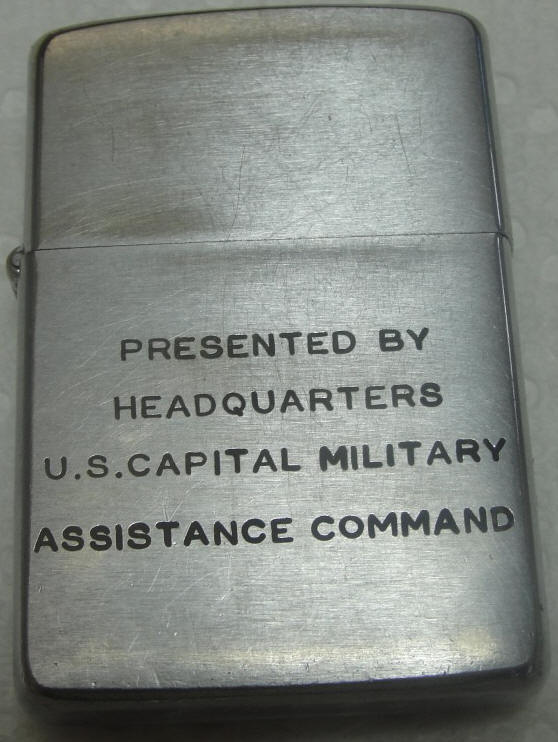 PRESENTED BY
HEADQUARTERS
U.S.CAPITAL MILITARY
ASSISTANCE COMMAND